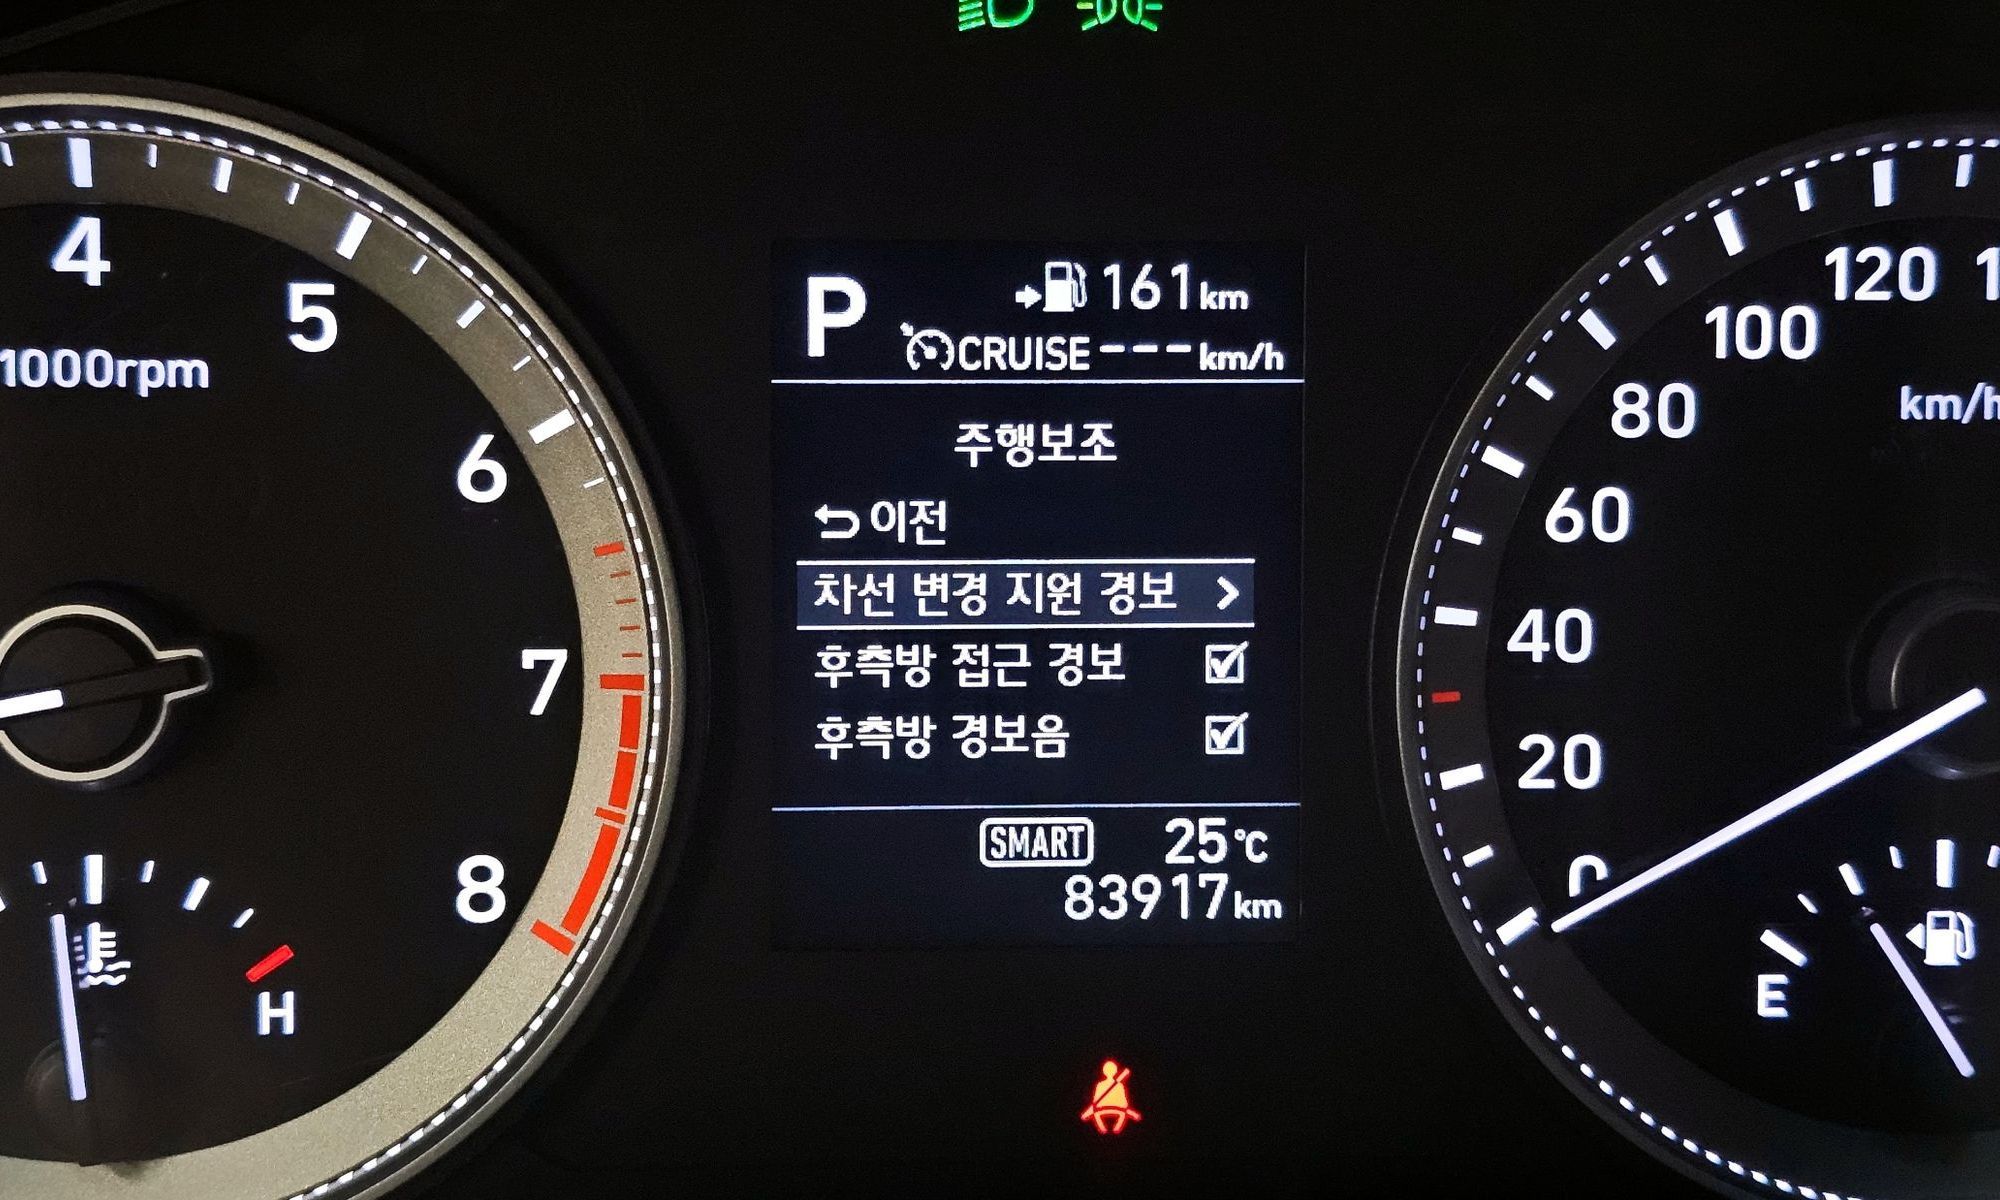 P
161km
CRUISE---km/h
주행보조
이전
차선 변경 지원 경보
후측방 접근 경보
후측방 경보음
SMART 25℃
83917km
4
5
1000rpm
6
7
8
H
120
100
km/h
80
60
40
20
0
E